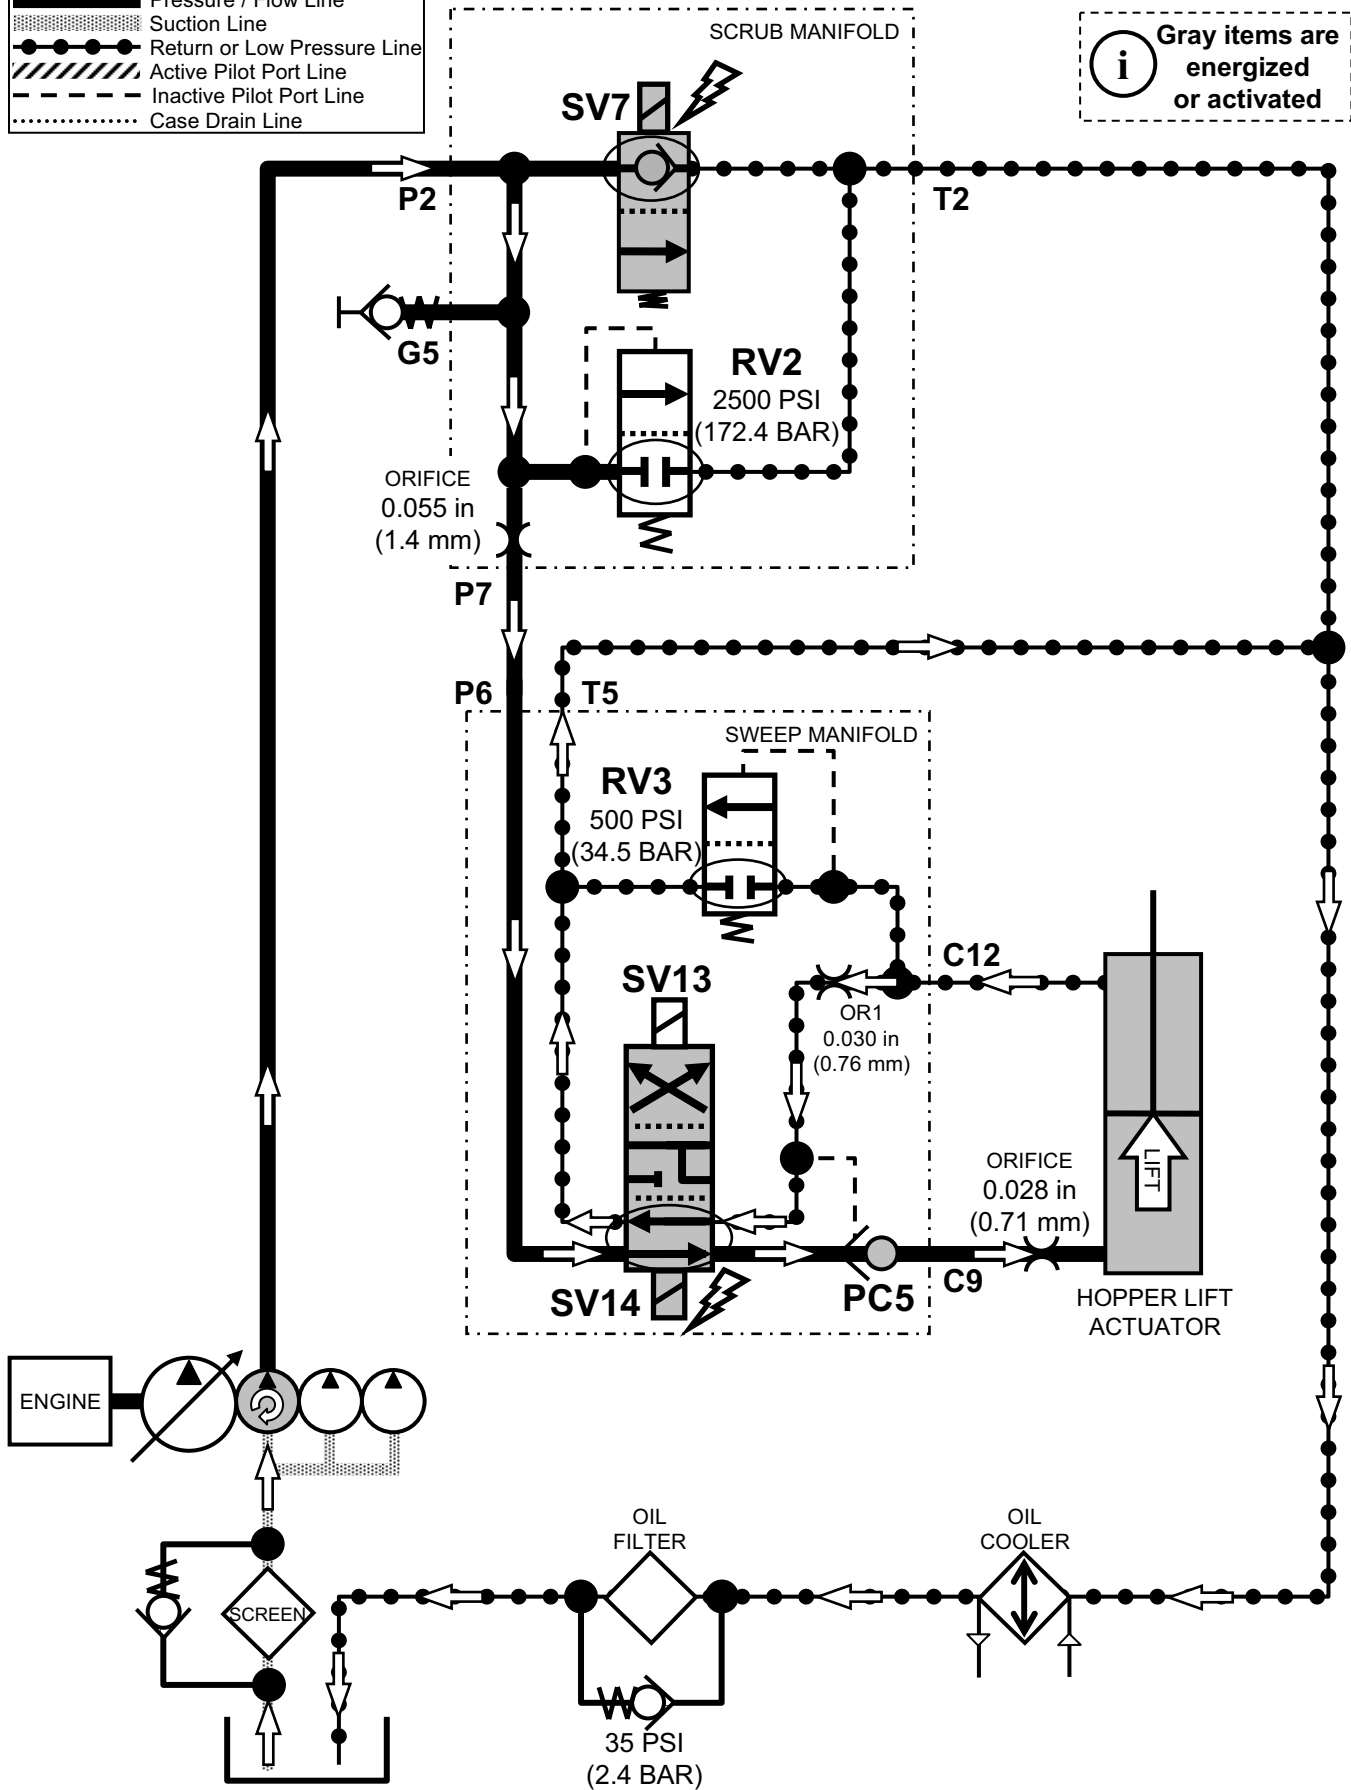 Pressure / Flow Line
Suction Line
Return or Low Pressure Line
Active Pilot Port Line
Inactive Pilot Port Line
Case Drain Line
SCRUB MANIFOLD
i
Gray items are
energized
or activated
SV7
P2
T2
G5
RV2
2500 PSI
(172.4 BAR)
ORIFICE
0.055 in
(1.4 mm)
P7
P6
T5
SWEEP MANIFOLD
RV3
500 PSI
(34.5 BAR)
C12
SV13
OR1
0.030 in
(0.76 mm)
ORIFICE
0.028 in
(0.71 mm)
LIFT
SV14
PC5
C9
HOPPER LIFT
ACTUATOR
ENGINE
OIL
FILTER
OIL
COOLER
SCREEN
35 PSI
(2.4 BAR)